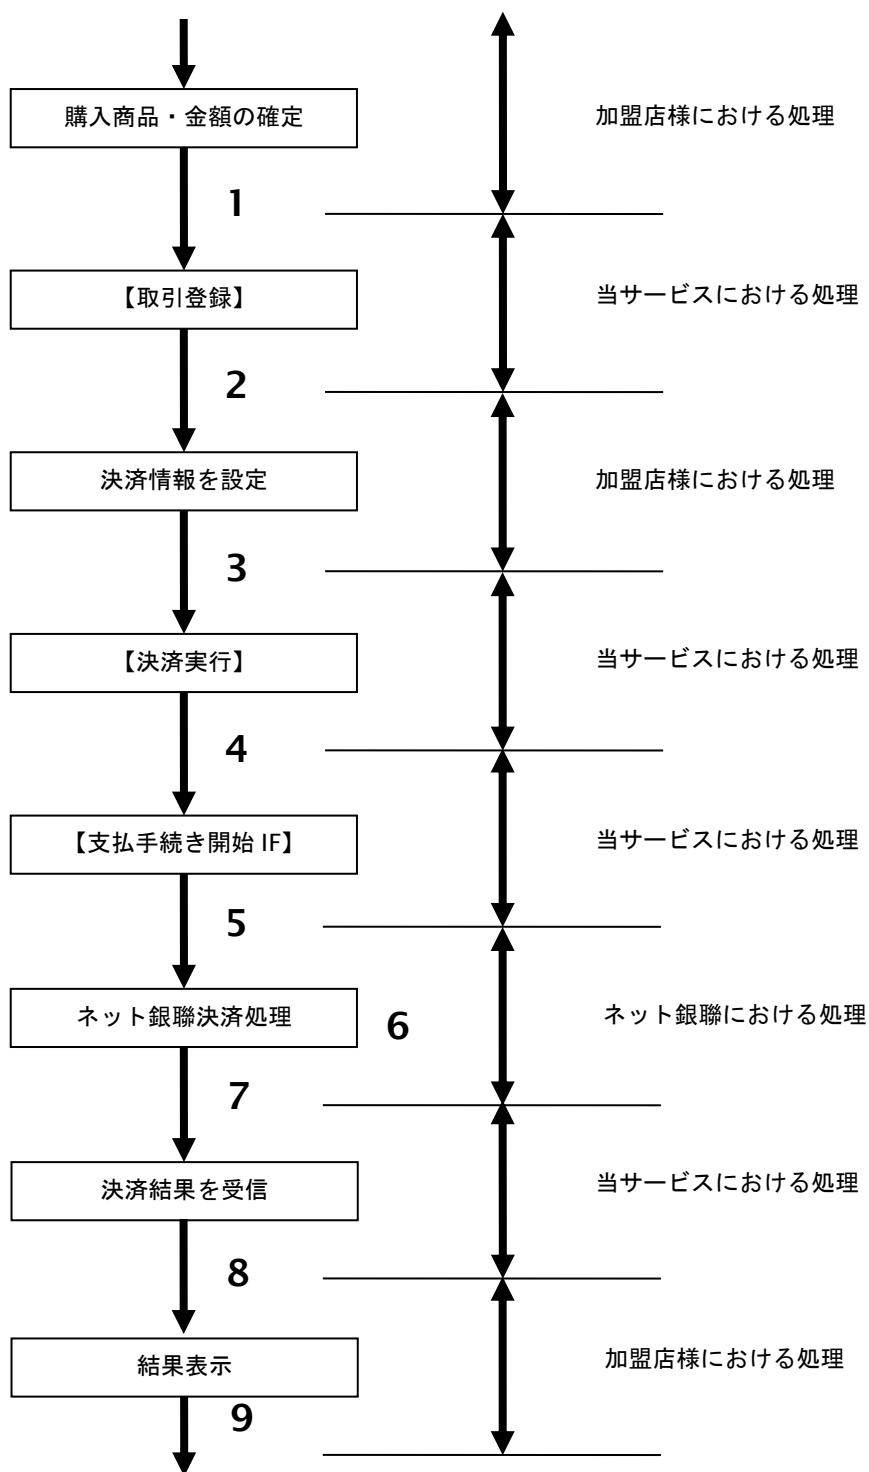 購入商品・金額の確定
加盟店様における処理
1
【取引登録】
当サービスにおける処理
2
決済情報を設定
加盟店様における処理
3
【決済実行】
当サービスにおける処理
4
【支払手続き開始 IF】
当サービスにおける処理
5
ネット銀聯決済処理
6
ネット銀聯における処理
7
決済結果を受信
当サービスにおける処理
8
結果表示
加盟店様における処理
9